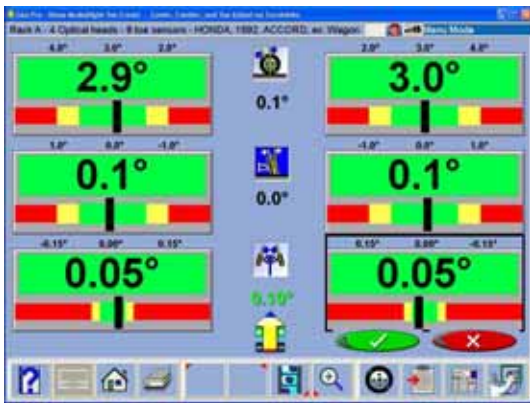 Rack A - 4 Optical heads - 8 toe sensors - HONDA, 1992, ACCORD, ex. Wagon
Menu Mode
4.0° 3.0° 2.0°
2.9°
0.1°
2.0° 3.0° 4.0°
3.0°
1.0° 0.0° -1.0°
0.1°
0.0°
-1.0° 0.0° 1.0°
0.1°
-0.15° 0.00° 0.15°
0.05°
0.10°
0.15° 0.00° -0.15°
0.05°